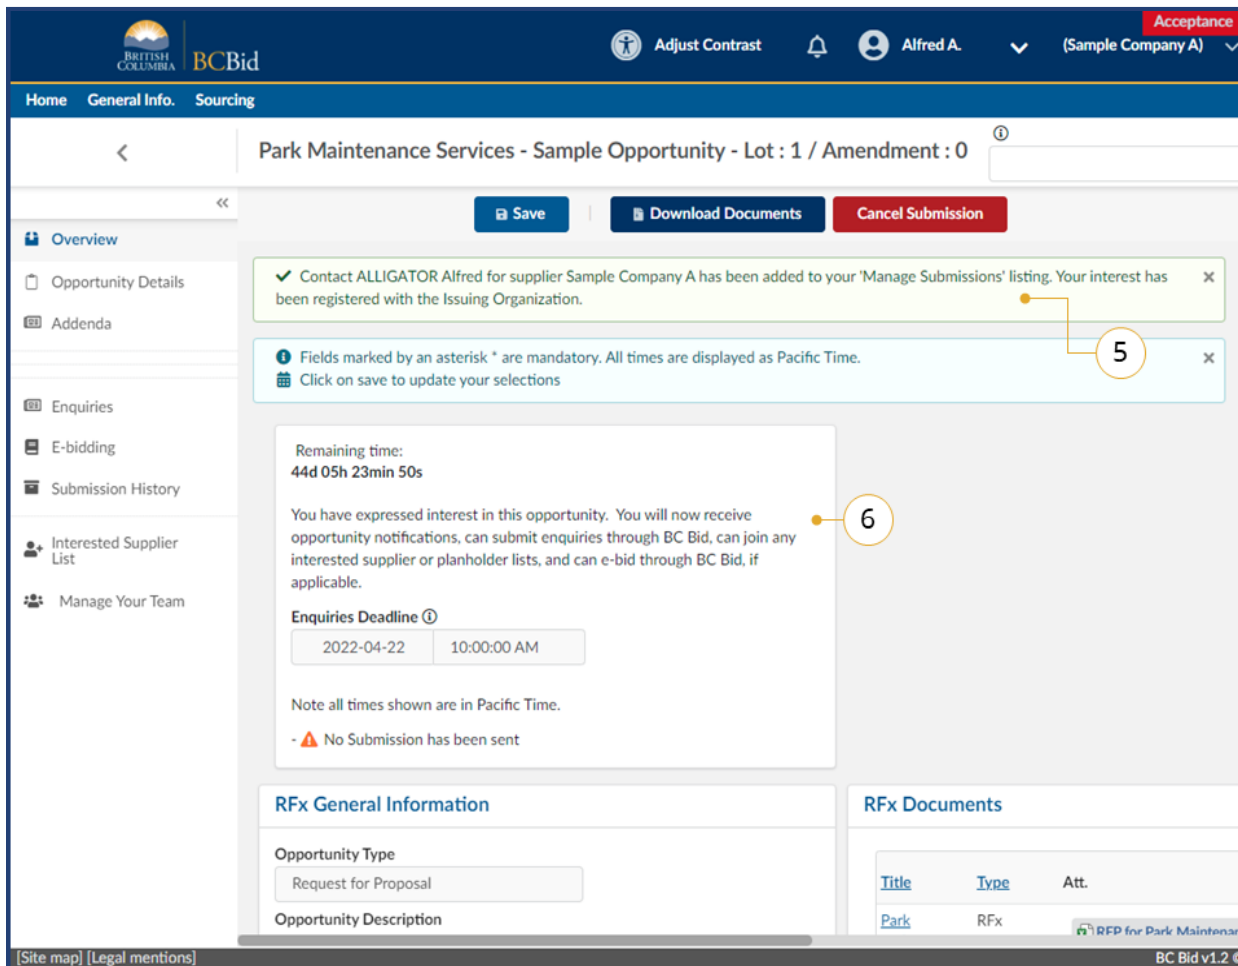 Acceptance
BRITISH
COLUMBIA
BCBid
Adjust Contrast
Alfred A.
(Sample Company A)
Home General Info. Sourcing
Park Maintenance Services - Sample Opportunity - Lot : 1 / Amendment : 0
Save
Download Documents
Cancel Submission
Overview
Opportunity Details
Addenda
Enquiries
E-bidding
Submission History
Interested Supplier
List
Manage Your Team
Contact ALLIGATOR Alfred for supplier Sample Company A has been added to your 'Manage Submissions' listing. Your interest has
been registered with the Issuing Organization.
5
Fields marked by an asterisk * are mandatory. All times are displayed as Pacific Time.
Click on save to update your selections
Remaining time:
44d 05h 23min 50s
You have expressed interest in this opportunity. You will now receive
opportunity notifications, can submit enquiries through BC Bid, can join any
interested supplier or planholder lists, and can e-bid through BC Bid, if
applicable.
6
Enquiries Deadline
2022-04-22 10:00:00 AM
Note all times shown are in Pacific Time.
- No Submission has been sent
RFx General Information
Opportunity Type
Request for Proposal
Opportunity Description
RFx Documents
Title Type Att.
Park RFx
RFP for Park Maintenan
[Site map] [Legal mentions]
BC Bid v1.2 ©